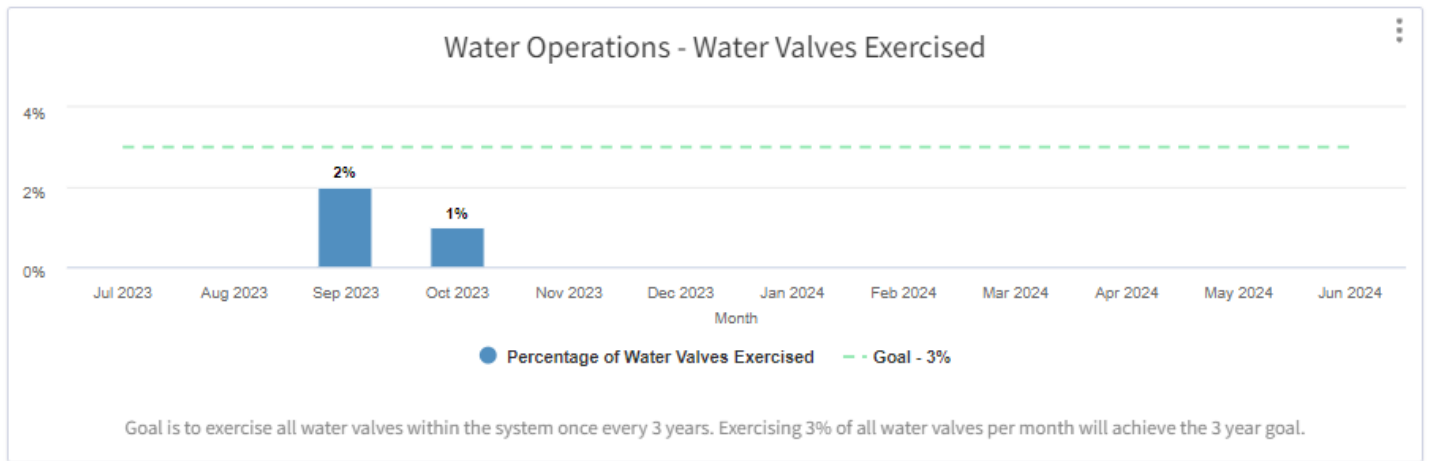 Water Operations - Water Valves Exercised
4%
2%
0%
2%
1%
Jul 2023 Aug 2023 Sep 2023 Oct 2023 Nov 2023 Dec 2023 Jan 2024 Feb 2024 Mar 2024 Apr 2024 May 2024 Jun 2024
Month
Percentage of Water Valves Exercised Goal - 3%
Goal is to exercise all water valves within the system once every 3 years. Exercising 3% of all water valves per month will achieve the 3 year goal.